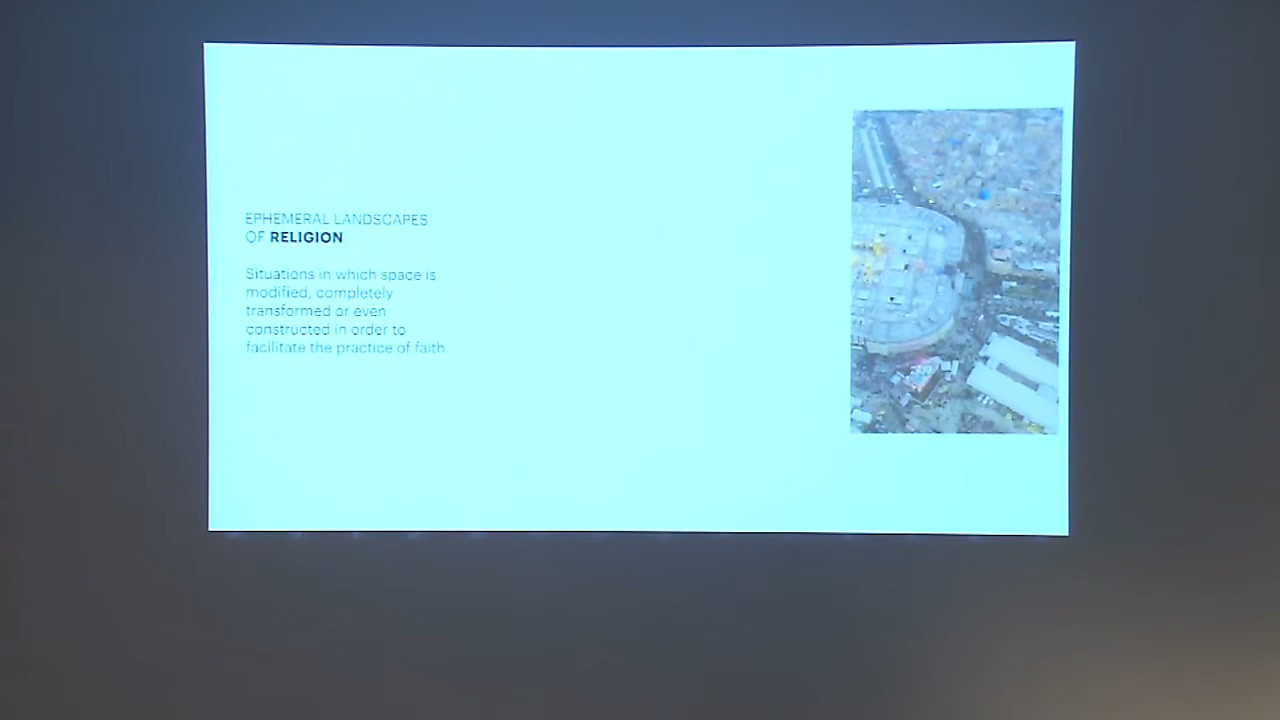 EPHEMERAL LANDSCAPES
OF RELIGION
Situations in which space is
modified, completely
transformed or even
constructed in order to
facilitate the practice of faith